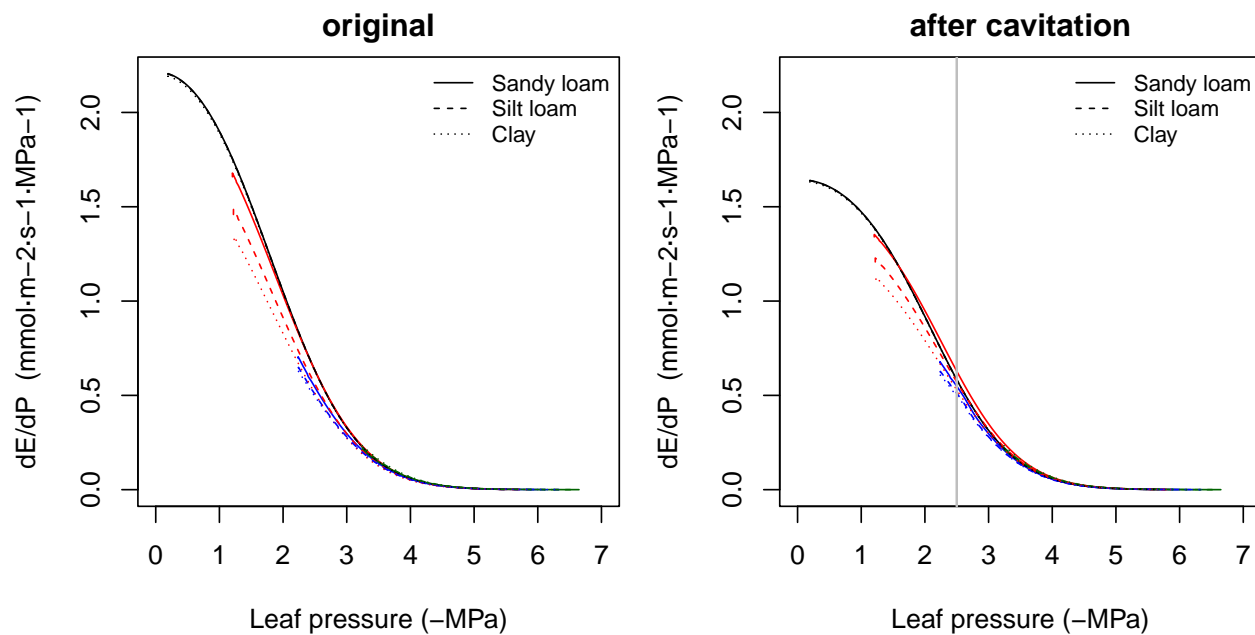 original
dE/dP  (mmol·m−2·s−1·MPa−1)
0.0
0.5
1.0
1.5
2.0
Sandy loam
Silt loam
Clay
0 1 2 3 4 5 6 7
Leaf pressure (−MPa)
after cavitation
dE/dP  (mmol·m−2·s−1·MPa−1)
0.0
0.5
1.0
1.5
2.0
Sandy loam
Silt loam
Clay
0 1 2 3 4 5 6 7
Leaf pressure (−MPa)